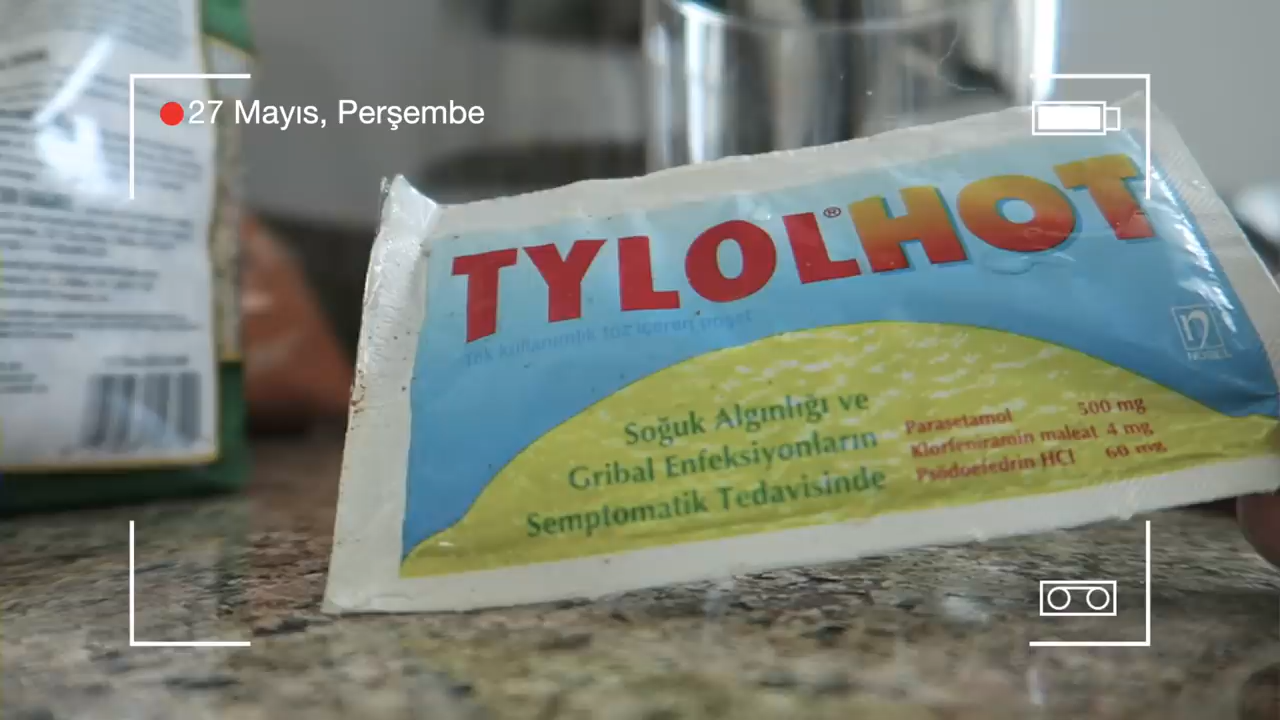 27 Mayıs, Perşembe
TYLOLHOT®
Tek kullanımlık toz içeren poşet
NOBEL
Soğuk Algınlığı ve
Gribal Enfeksiyonların
Semptomatik Tedavisinde
Parasetamol 500 mg
Klorfeniramin maleat 4 mg
Psödoefedrin HCl 60 mg